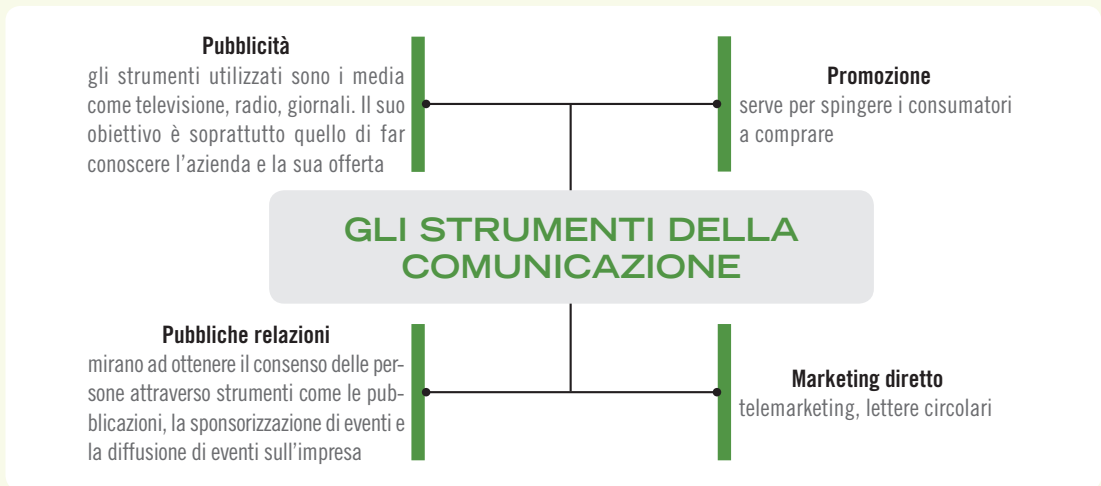 Pubblicità
gli strumenti utilizzati sono i media
come televisione, radio, giornali. Il suo
obiettivo è soprattutto quello di far
conoscere l'azienda e la sua offerta
Promozione
serve per spingere i consumatori
a comprare
GLI STRUMENTI DELLA
COMUNICAZIONE
Pubbliche relazioni
mirano ad ottenere il consenso delle per-
sone attraverso strumenti come le pub-
blicazioni, la sponsorizzazione di eventi e
la diffusione di eventi sull'impresa
Marketing diretto
telemarketing, lettere circolari